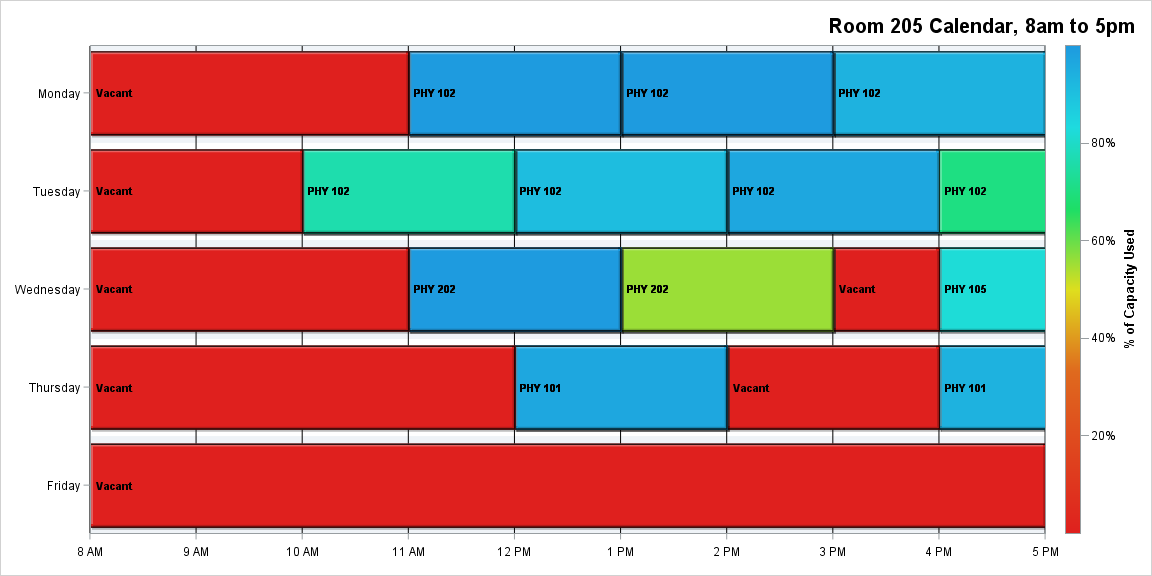 Room 205 Calendar, 8am to 5pm
Monday
Vacant
PHY 102
PHY 102
PHY 102
Tuesday
Vacant
PHY 102
PHY 102
PHY 102
PHY 102
Wednesday
Vacant
PHY 202
PHY 202
Vacant
PHY 105
Thursday
Vacant
PHY 101
Vacant
PHY 101
Friday
Vacant
8 AM
9 AM
10 AM
11 AM
12 PM
1 PM
2 PM
3 PM
4 PM
5 PM
80%
60%
40%
20%
% of Capacity Used